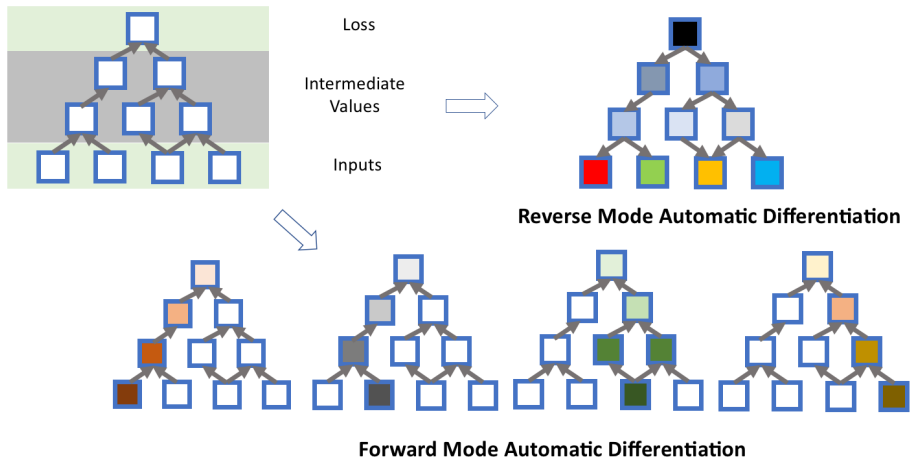 Loss
Intermediate
Values
Inputs
Reverse Mode Automatic Differentiation
Forward Mode Automatic Differentiation